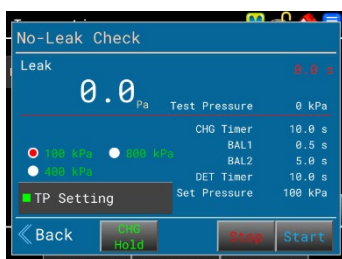 No-Leak Check
Leak
0.0 s
0.0 Pa
Test Pressure 0 kPa
CHG Timer 10.0 s
BAL1 0.5 s
100 kPa 800 kPa
BAL2 5.0 s
400 kPa
DET Timer 10.0 s
TP Setting
Set Pressure 100 kPa
Back
CHG
Hold
Stop
Start